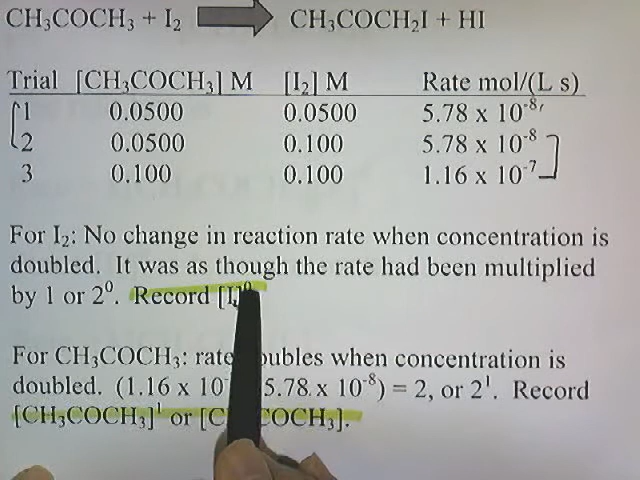 CH₃COCH₃ + I₂ CH₃COCH₂I + HI
Trial [CH₃COCH₃] M [I₂] M Rate mol/(L s)
1 0.0500 0.0500 5.78 x 10⁻⁸
2 0.0500 0.100 5.78 x 10⁻⁸
3 0.100 0.100 1.16 x 10⁻⁷
For I₂: No change in reaction rate when concentration is
doubled. It was as though the rate had been multiplied
by 1 or 2⁰. Record
For CH₃COCH₃: rate when concentration is
doubled. (1.16 x 10 5.78 x 10⁻⁸) = 2, or 2¹. Record
[CH₃COCH₃]¹ or [C COCH₃].